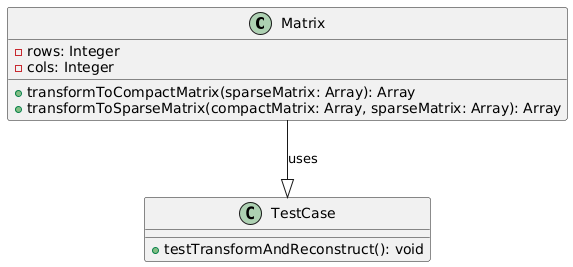 C Matrix
rows: Integer
cols: Integer
transformToCompactMatrix(sparseMatrix: Array): Array
transformToSparseMatrix(compactMatrix: Array, sparseMatrix: Array): Array
uses
C TestCase
testTransformAndReconstruct(): void